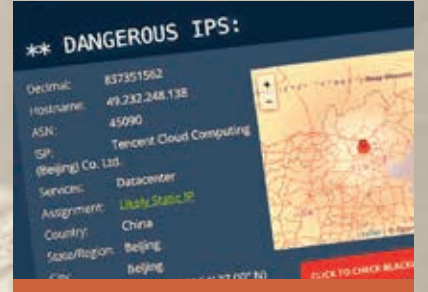 ** DANGEROUS IPS:
Decimal: 837351562
Hostname: 49.232.248.138
ASN: 45090
ISP: Tencent Cloud Computing
(Beijing) Co. Ltd.
Services: Datacenter
Assignment: Likely Static IP
Country: China
State/Region: Beijing
City: Beijing
N)
+
−
CLICK TO CHECK